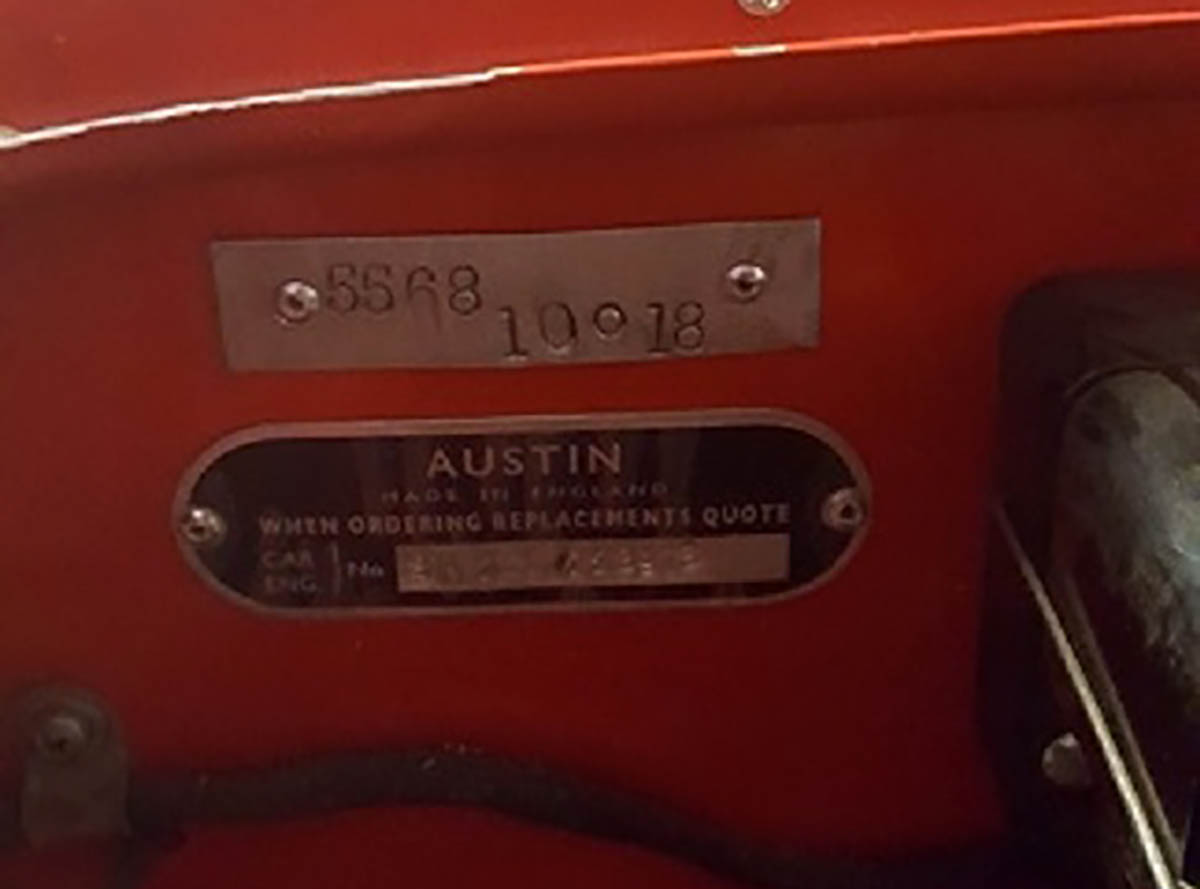 5568
10 18
AUSTIN
MADE IN ENGLAND
WHEN ORDERING REPLACEMENTS QUOTE
CAR
ENG
No